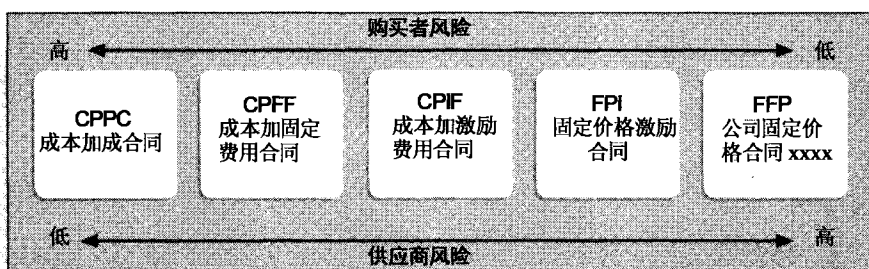 购买者风险
高 低
CPPC
成本加成合同
CPFF
成本加固定
费用合同
CPIF
成本加激励
费用合同
FPI
固定价格激励
合同
FFP
公司固定价
格合同 xxxx
低 高
供应商风险